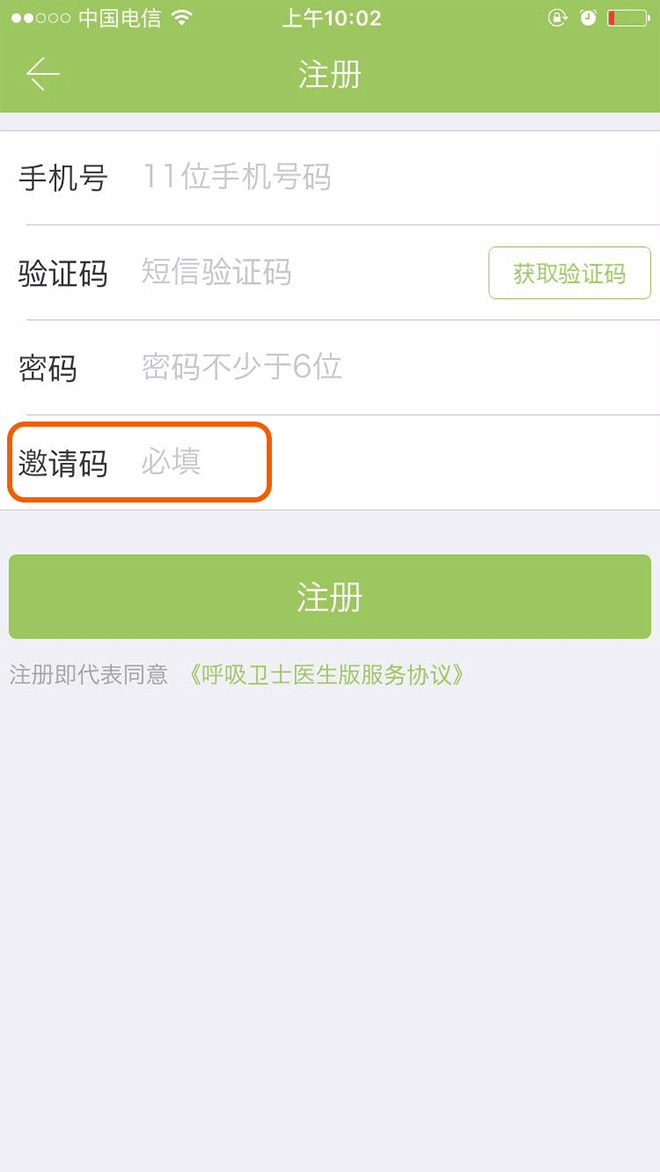 中国电信 上午10:02
注册
手机号 11位手机号码
验证码 短信验证码 获取验证码
密码 密码不少于6位
邀请码 必填
注册
注册即代表同意 《呼吸卫士医生版服务协议》